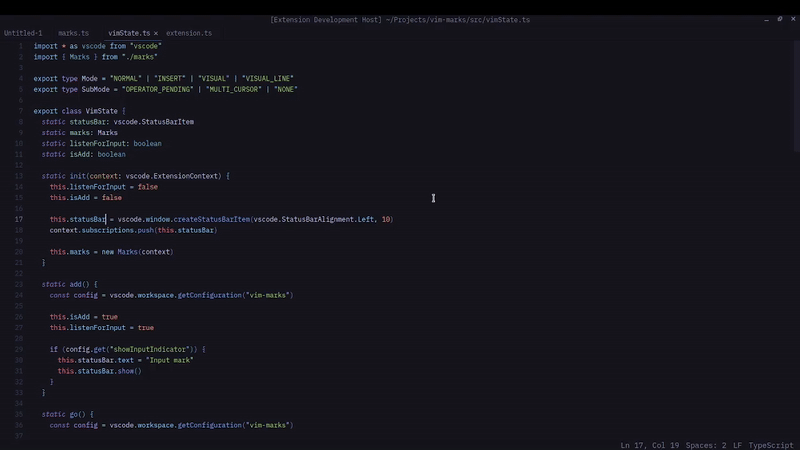 [Extension Development Host] ~/Projects/vim-marks/src/vimState.ts
Untitled-1 marks.ts vimState.ts × extension.ts
1 import * as vscode from "vscode"
2 import { Marks } from "./marks"
3
4 export type Mode = "NORMAL" | "INSERT" | "VISUAL" | "VISUAL_LINE"
5 export type SubMode = "OPERATOR_PENDING" | "MULTI_CURSOR" | "NONE"
6
7 export class VimState {
8 static statusBar: vscode.StatusBarItem
9 static marks: Marks
10 static listenForInput: boolean
11 static isAdd: boolean
12
13 static init(context: vscode.ExtensionContext) {
14 this.listenForInput = false
15 this.isAdd = false
16
17 this.statusBar = vscode.window.createStatusBarItem(vscode.StatusBarAlignment.Left, 10)
18 context.subscriptions.push(this.statusBar)
19
20 this.marks = new Marks(context)
21 }
22
23 static add() {
24 const config = vscode.workspace.getConfiguration("vim-marks")
25
26 this.isAdd = true
27 this.listenForInput = true
28
29 if (config.get("showInputIndicator")) {
30 this.statusBar.text = "Input mark"
31 this.statusBar.show()
32 }
33 }
34
35 static go() {
36 const config = vscode.workspace.getConfiguration("vim-marks")
37
Ln 17, Col 19 Spaces: 2 LF TypeScript